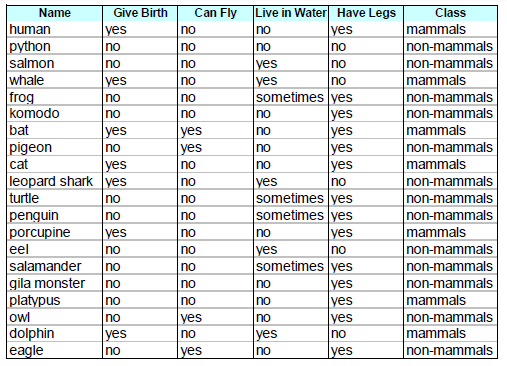 Name Give Birth Can Fly Live in Water Have Legs Class
human yes no no yes mammals
python no no no no non-mammals
salmon no no yes no non-mammals
whale yes no yes no mammals
frog no no sometimes yes non-mammals
komodo no no no yes non-mammals
bat yes yes no yes mammals
pigeon no yes no yes non-mammals
cat yes no no yes mammals
leopard shark yes no yes no non-mammals
turtle no no sometimes yes non-mammals
penguin no no sometimes yes non-mammals
porcupine yes no no yes mammals
eel no no yes no non-mammals
salamander no no sometimes yes non-mammals
gila monster no no no yes non-mammals
platypus no no no yes mammals
owl no yes no yes non-mammals
dolphin yes no yes no mammals
eagle no yes no yes non-mammals